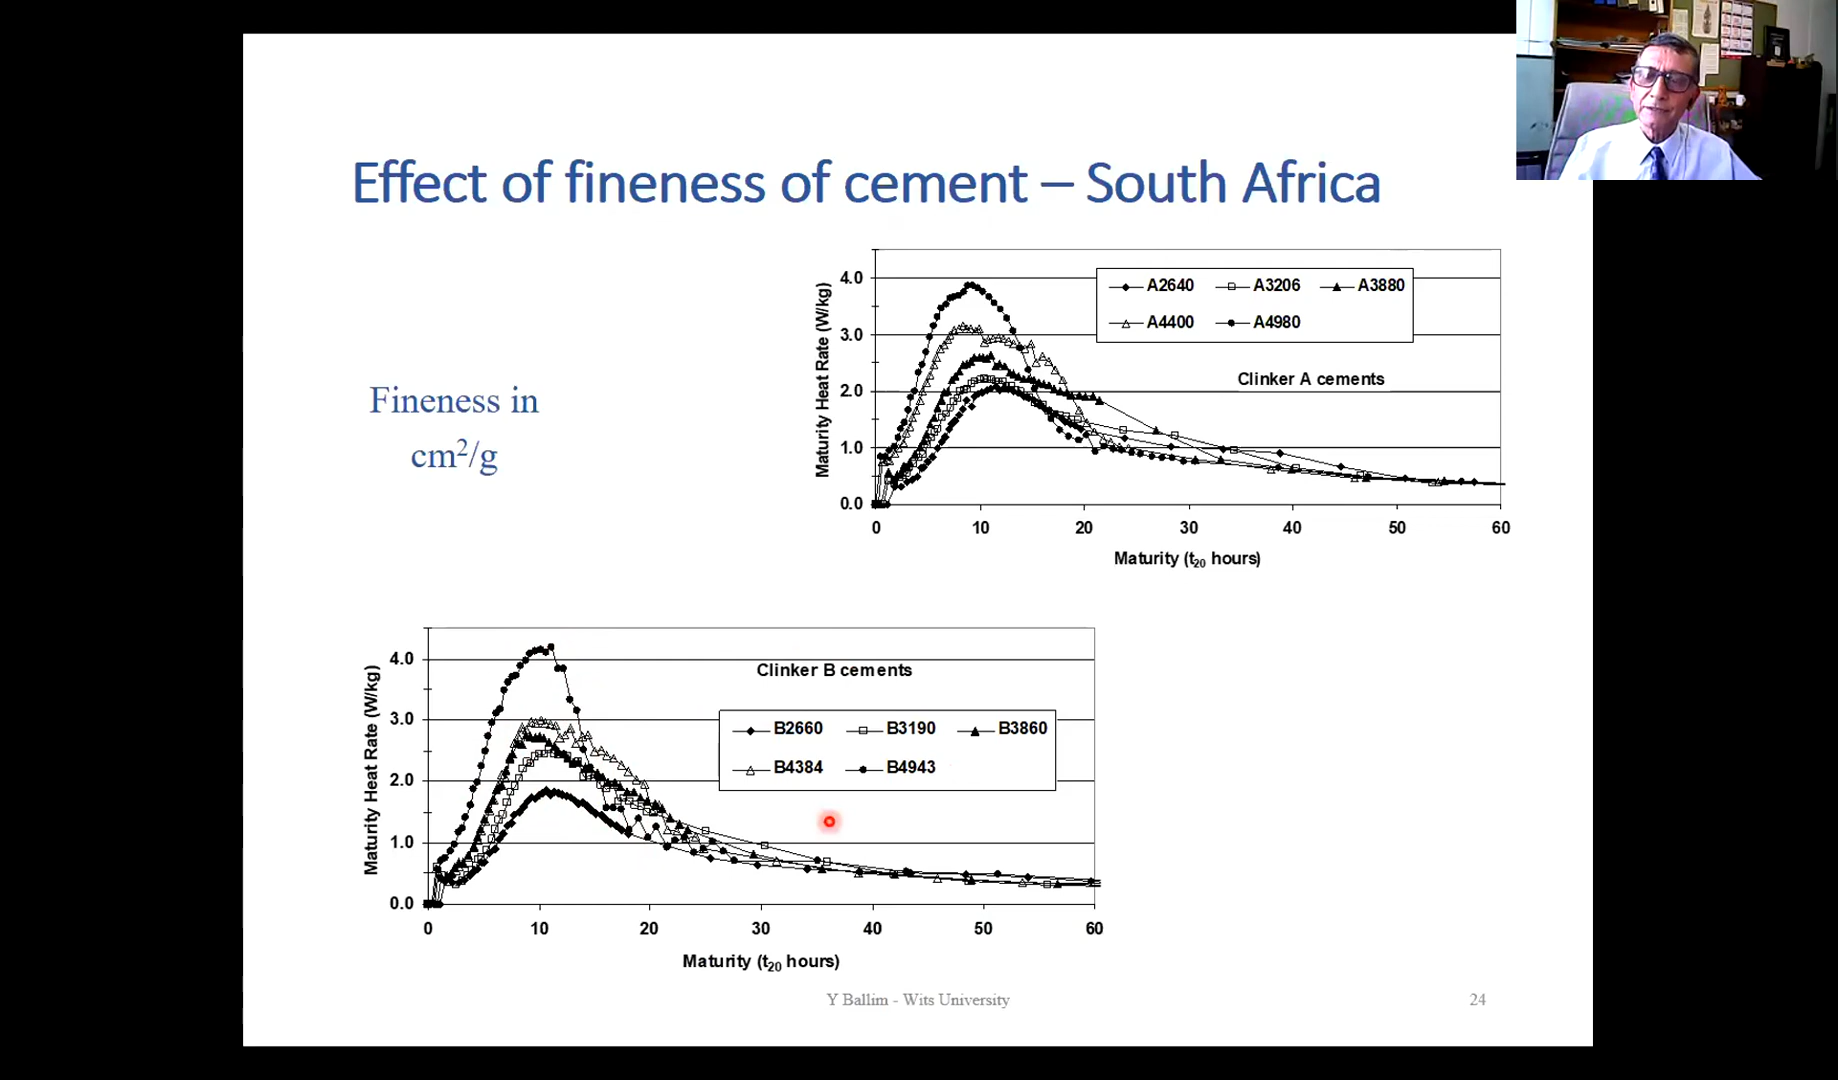 Effect of fineness of cement – South Africa
Fineness in
cm²/g
Maturity Heat Rate (W/kg)
4.0
3.0
2.0
1.0
0.0
A2640 A3206 A3880
A4400 A4980
Clinker A cements
0 10 20 30 40 50 60
Maturity (t₂₀ hours)
Maturity Heat Rate (W/kg)
4.0
3.0
2.0
1.0
0.0
Clinker B cements
B2660 B3190 B3860
B4384 B4943
0 10 20 30 40 50 60
Maturity (t₂₀ hours)
Y Ballim - Wits University
24